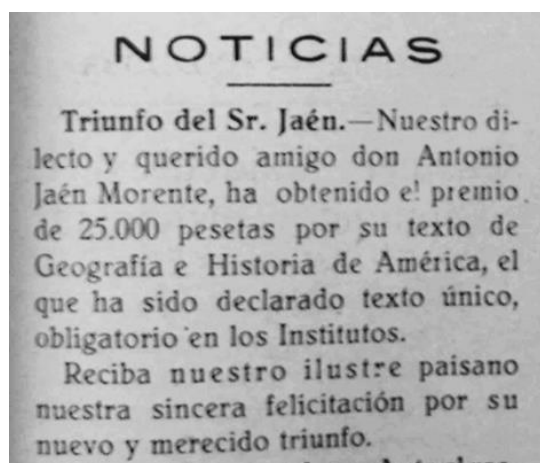 NOTICIAS
Triunfo del Sr. Jaén.—Nuestro di-
lecto y querido amigo don Antonio
Jaén Morente, ha obtenido el premio
de 25.000 pesetas por su texto de
Geografía e Historia de América, el
que ha sido declarado texto único,
obligatorio en los Institutos.
Reciba nuestro ilustre paisano
nuestra sincera felicitación por su
nuevo y merecido triunfo.